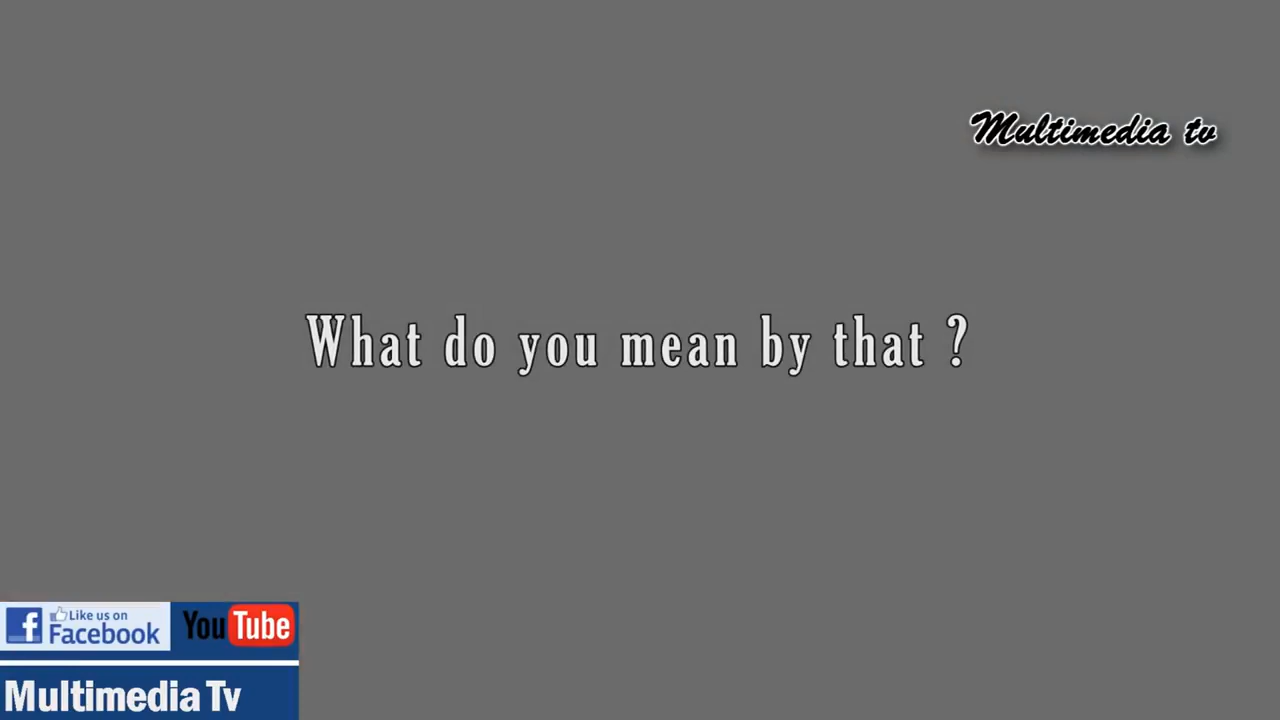 Multimedia tv
What do you mean by that ?
f Like us on
Facebook
YouTube
Multimedia Tv